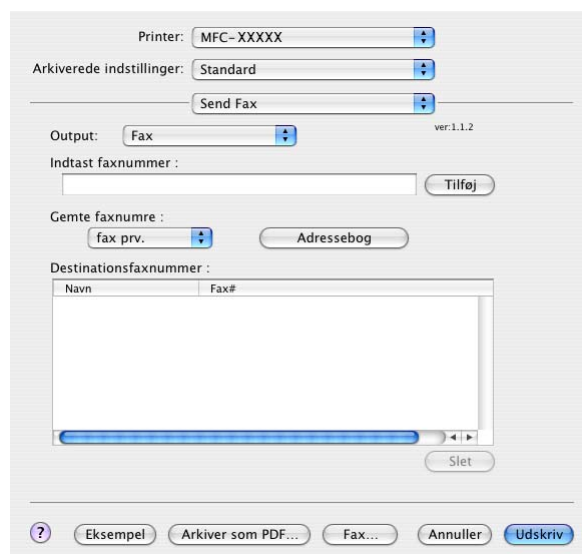 Printer: MFC-XXXXX
Arkiverede indstillinger: Standard
Send Fax
Output: Fax ver:1.1.2
Indtast faxnummer :
Tilføj
Gemte faxnumre :
fax prv. Adressebog
Destinationsfaxnummer :
Navn Fax#
Slet
? Eksempel Arkiver som PDF... Fax... Annuller Udskriv